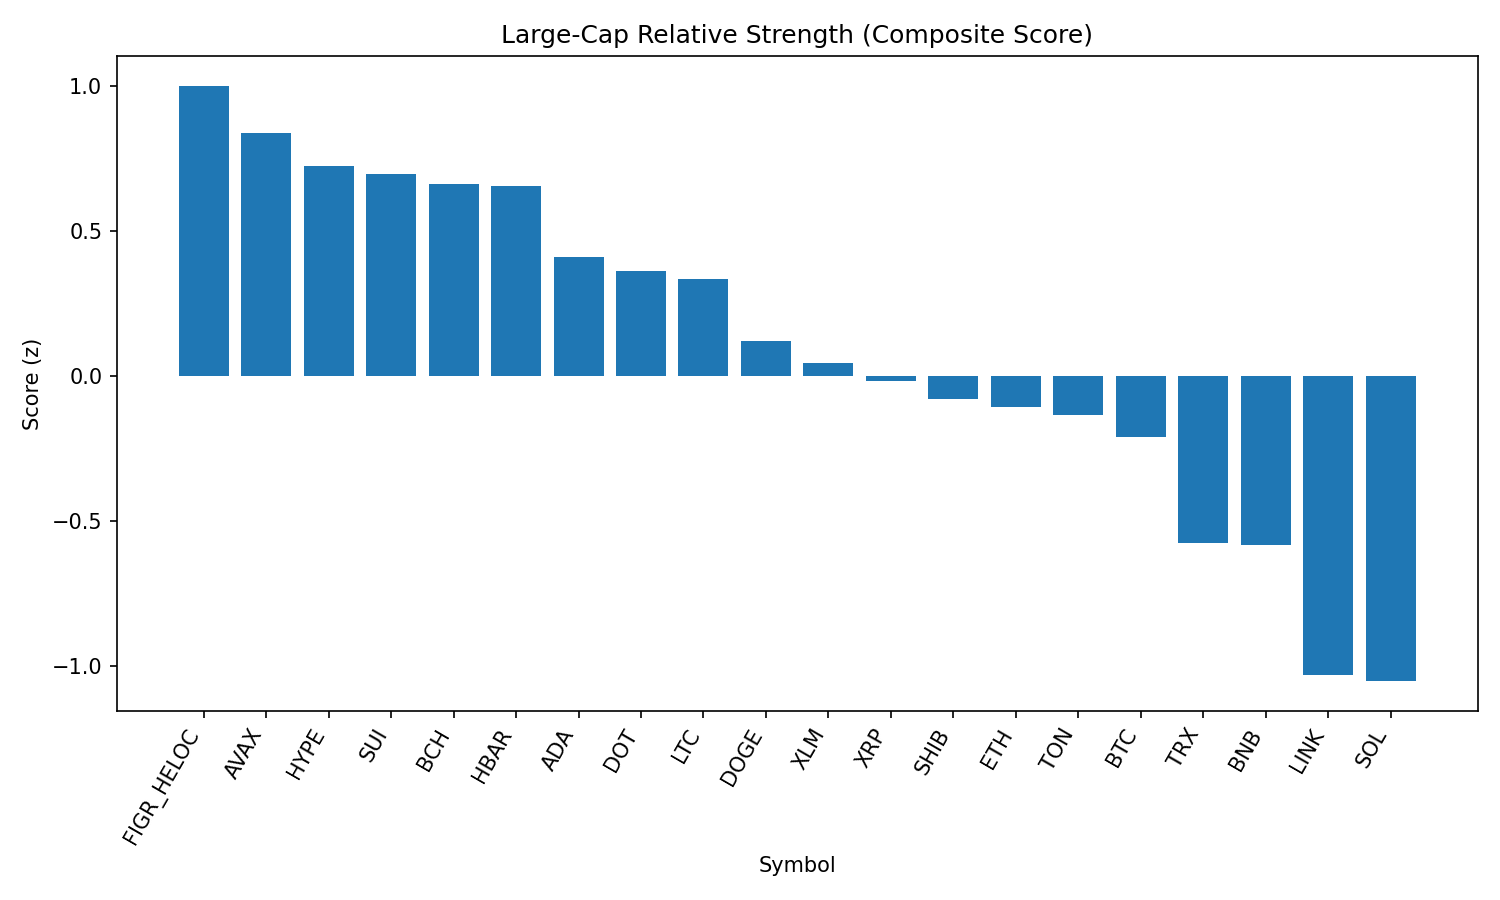 Large-Cap Relative Strength (Composite Score)
1.0
0.5
0.0
−0.5
−1.0
Score (z)
FIGR_HELOC
AVAX
HYPE
SUI
BCH
HBAR
ADA
DOT
LTC
DOGE
XLM
XRP
SHIB
ETH
TON
BTC
TRX
BNB
LINK
SOL
Symbol